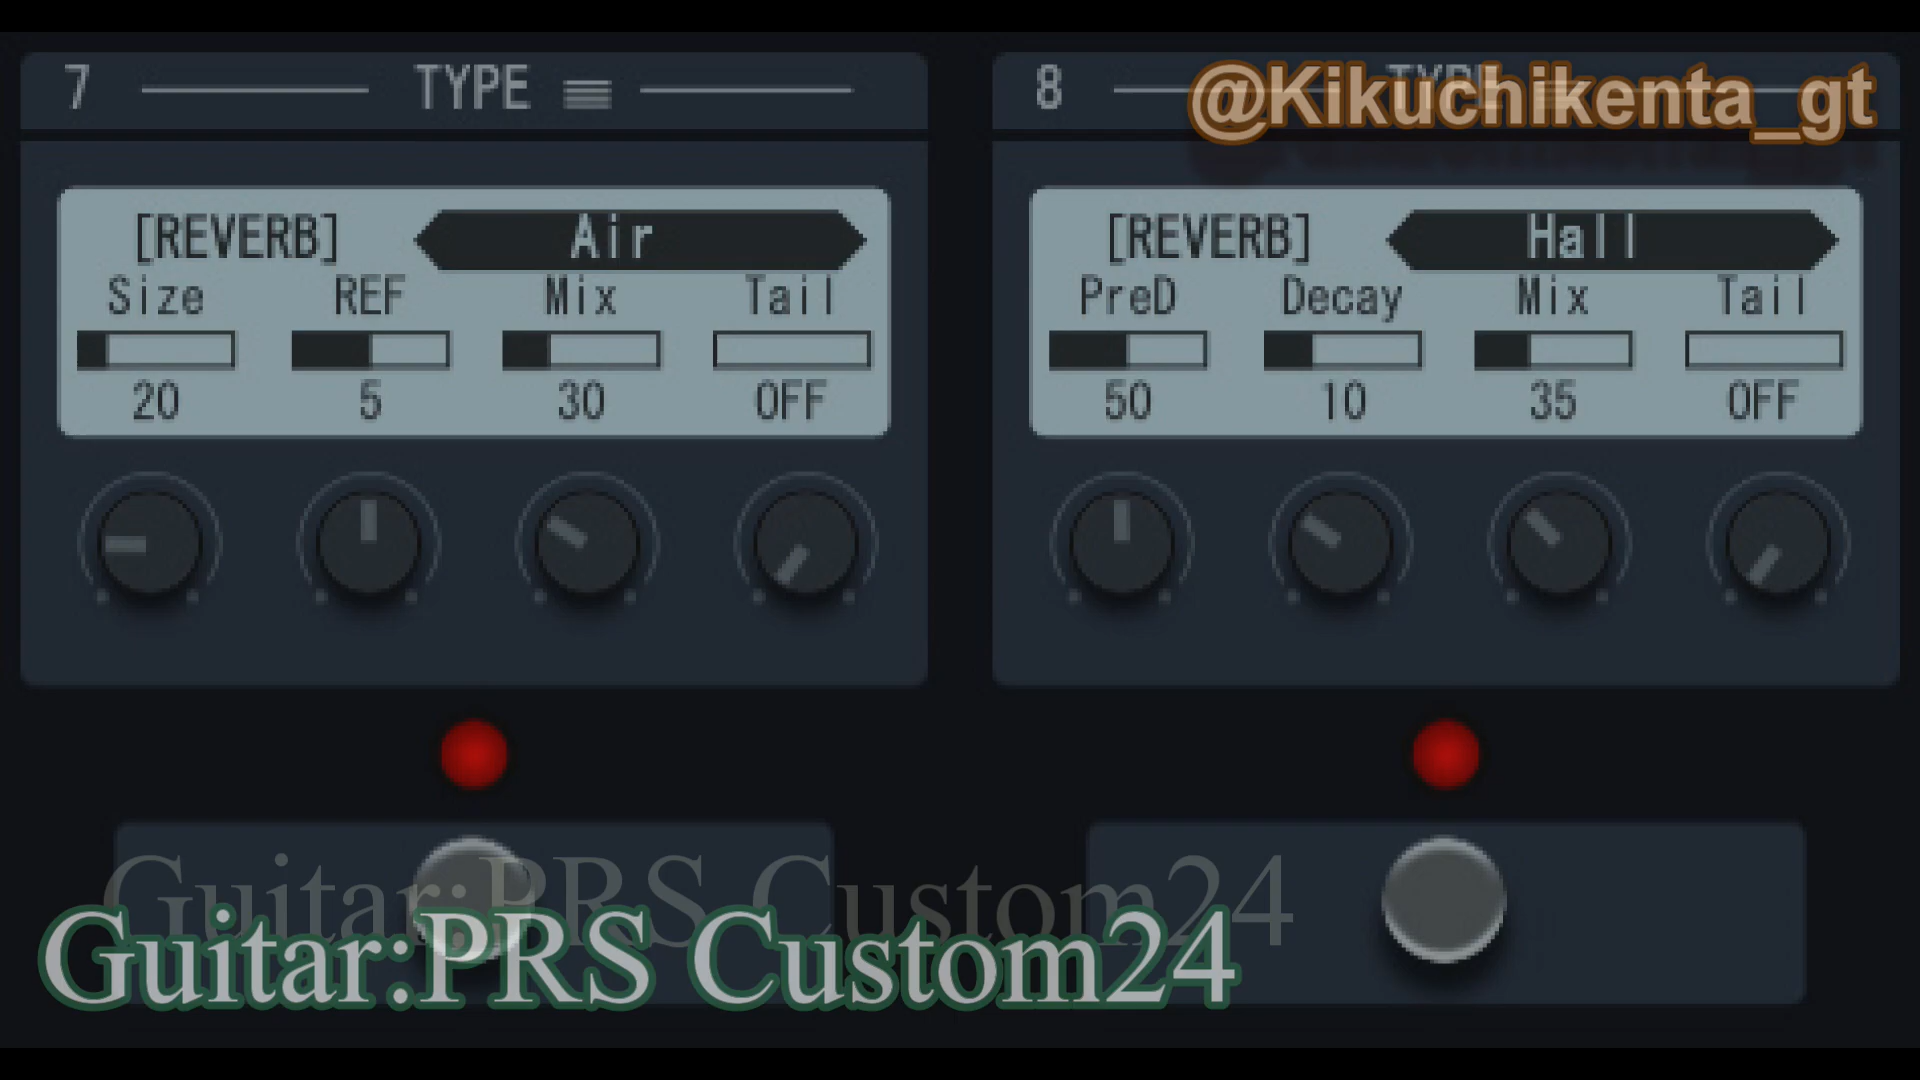 7 TYPE
[REVERB] Air
Size REF Mix Tail
20 5 30 OFF
8 TYPE
@Kikuchikenta_gt
[REVERB] Hall
PreD Decay Mix Tail
50 10 35 OFF
Guitar:PRS Custom24
Guitar:PRS Custom24